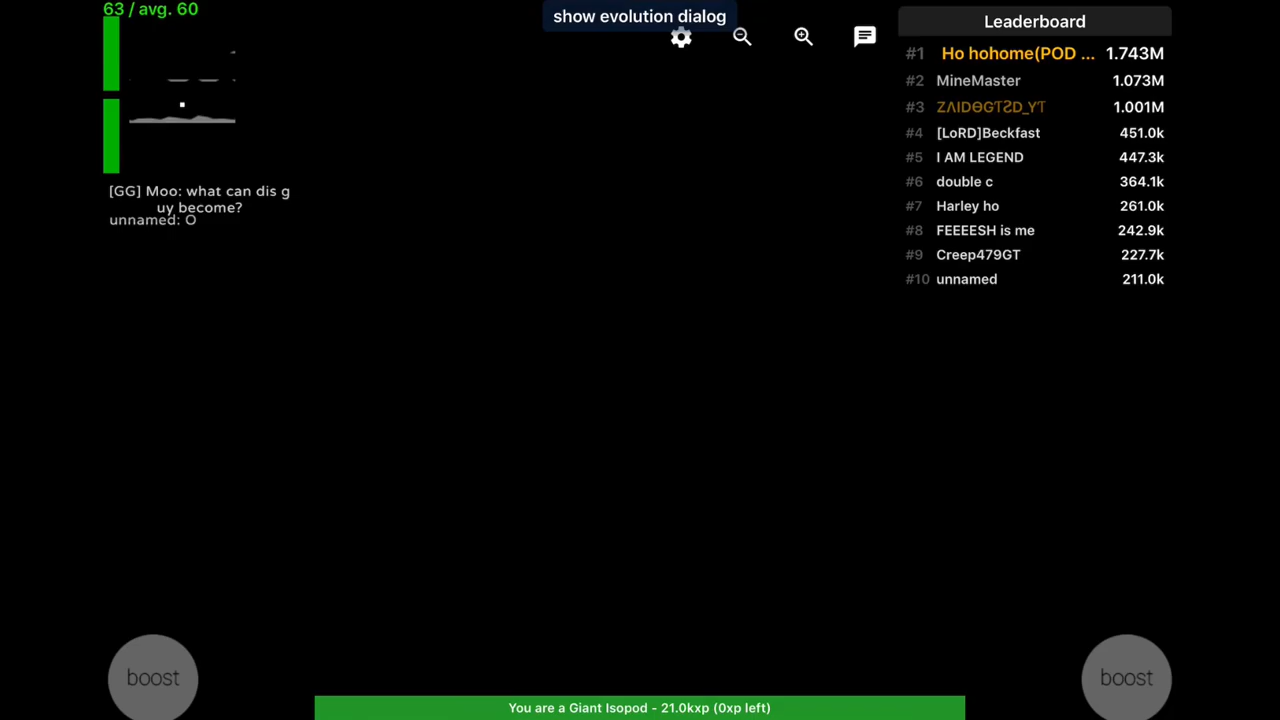 63 / avg. 60
show evolution dialog
[GG] Moo: what can dis g
uy become?
unnamed: O
Leaderboard
#1 Ho hohome(POD ... 1.743M
#2 MineMaster 1.073M
#3 ZΛIDѲGTƧD_YT 1.001M
#4 [LoRD]Beckfast 451.0k
#5 I AM LEGEND 447.3k
#6 double c 364.1k
#7 Harley ho 261.0k
#8 FEEEESH is me 242.9k
#9 Creep479GT 227.7k
#10 unnamed 211.0k
boost
boost
You are a Giant Isopod - 21.0kxp (0xp left)